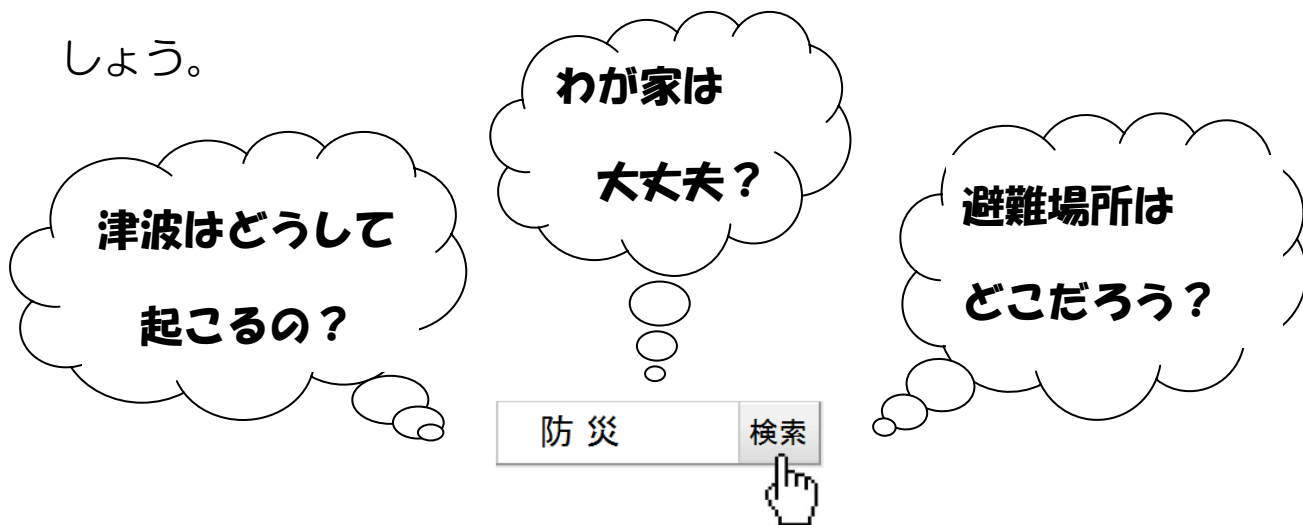 しょう。
わが家は
大丈夫？
津波はどうして
起こるの？
避難場所は
どこだろう？
防 災
検索